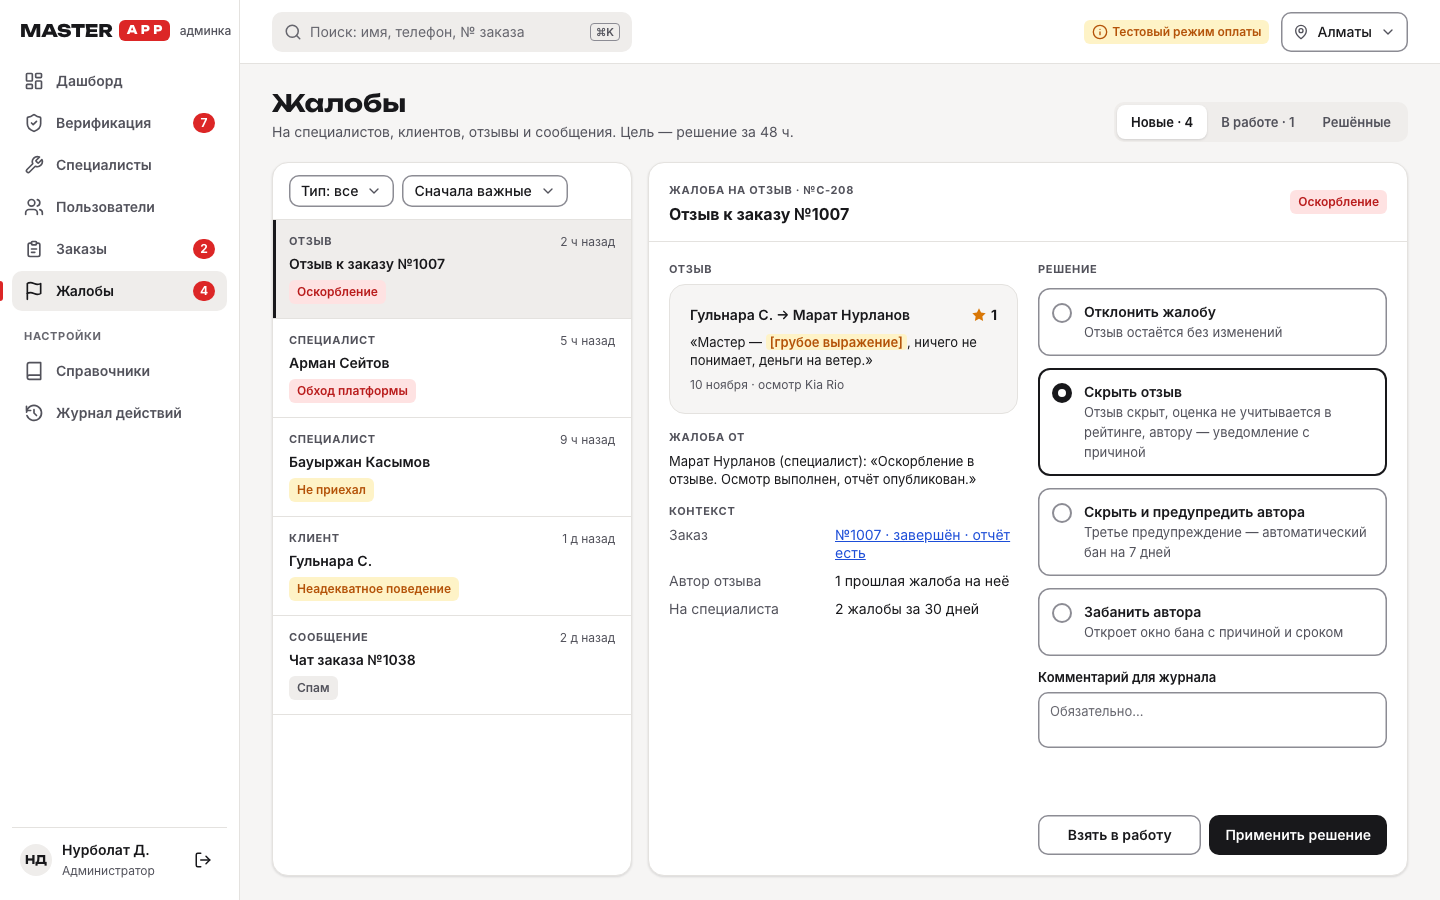 MASTER APP админка
Поиск: имя, телефон, № заказа
⌘K
Тестовый режим оплаты
Алматы
Дашборд
Верификация 7
Специалисты
Пользователи
Заказы 2
Жалобы 4
НАСТРОЙКИ
Справочники
Журнал действий
НД
Нурболат Д.
Администратор
Жалобы
На специалистов, клиентов, отзывы и сообщения. Цель — решение за 48 ч.
Новые · 4
В работе · 1
Решённые
Тип: все
Сначала важные
ОТЗЫВ
2 ч назад
Отзыв к заказу №1007
Оскорбление
СПЕЦИАЛИСТ
5 ч назад
Арман Сейтов
Обход платформы
СПЕЦИАЛИСТ
9 ч назад
Бауыржан Касымов
Не приехал
КЛИЕНТ
1 д назад
Гульнара С.
Неадекватное поведение
СООБЩЕНИЕ
2 д назад
Чат заказа №1038
Спам
ЖАЛОБА НА ОТЗЫВ · №C-208
Отзыв к заказу №1007
Оскорбление
ОТЗЫВ
Гульнара С. → Марат Нурланов
★ 1
«Мастер — [грубое выражение] , ничего не
понимает, деньги на ветер.»
10 ноября · осмотр Kia Rio
ЖАЛОБА ОТ
Марат Нурланов (специалист): «Оскорбление в
отзыве. Осмотр выполнен, отчёт опубликован.»
КОНТЕКСТ
Заказ
№1007 · завершён · отчёт
есть
Автор отзыва
1 прошлая жалоба на неё
На специалиста
2 жалобы за 30 дней
РЕШЕНИЕ
Отклонить жалобу
Отзыв остаётся без изменений
Скрыть отзыв
Отзыв скрыт, оценка не учитывается в
рейтинге, автору — уведомление с
причиной
Скрыть и предупредить автора
Третье предупреждение — автоматический
бан на 7 дней
Забанить автора
Откроет окно бана с причиной и сроком
Комментарий для журнала
Обязательно...
Взять в работу
Применить решение